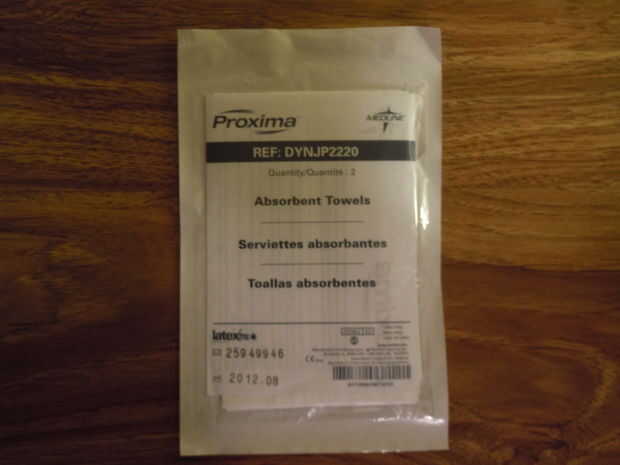 Proxima
MEDLINE
REF: DYNJP2220
Quantity/Quantité : 2
Absorbent Towels
Serviettes absorbantes
Toallas absorbentes
latex
25949946
2012.08